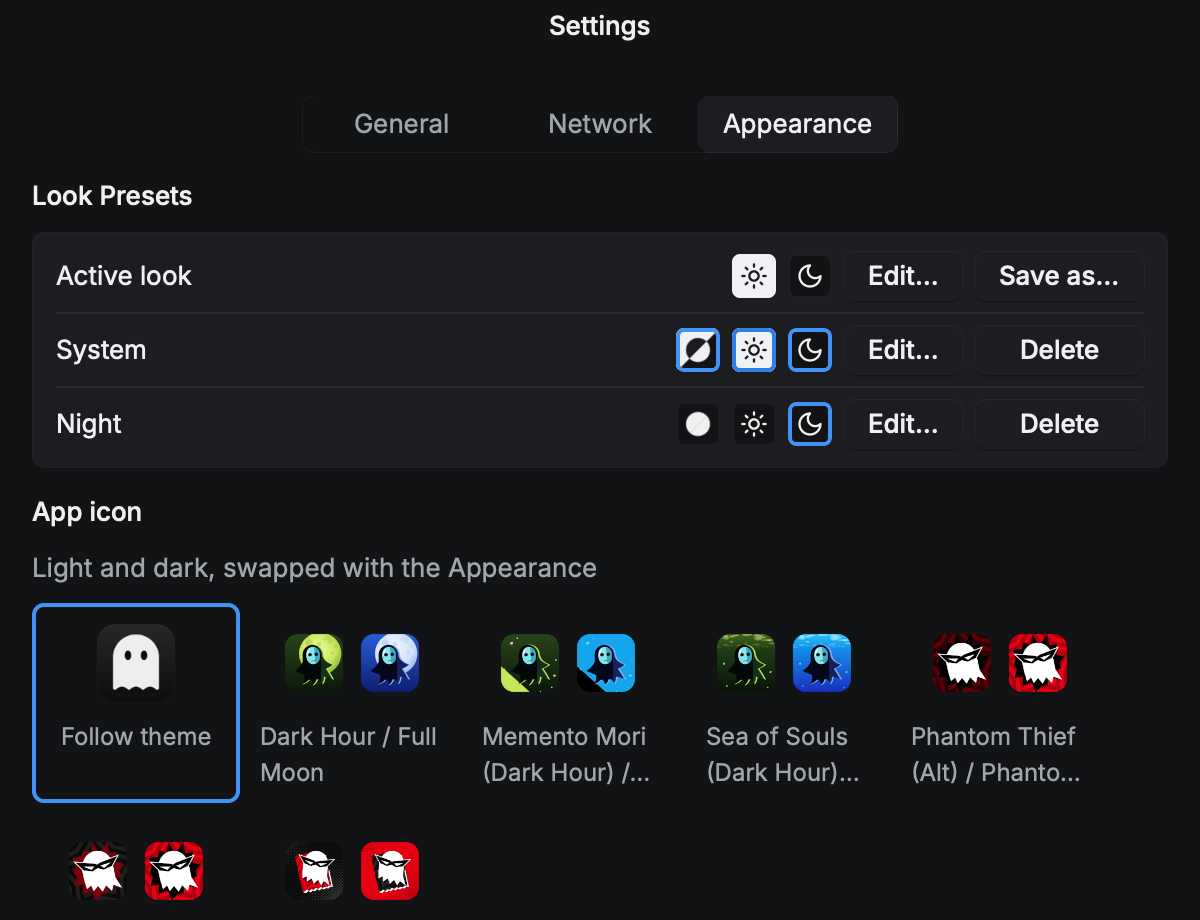 Settings
General
Network
Appearance
Look Presets
Active look
Edit...
Save as...
System
Edit...
Delete
Night
Edit...
Delete
App icon
Light and dark, swapped with the Appearance
Follow theme
Dark Hour / Full
Moon
Memento Mori
(Dark Hour) /...
Sea of Souls
(Dark Hour)...
Phantom Thief
(Alt) / Phanto...